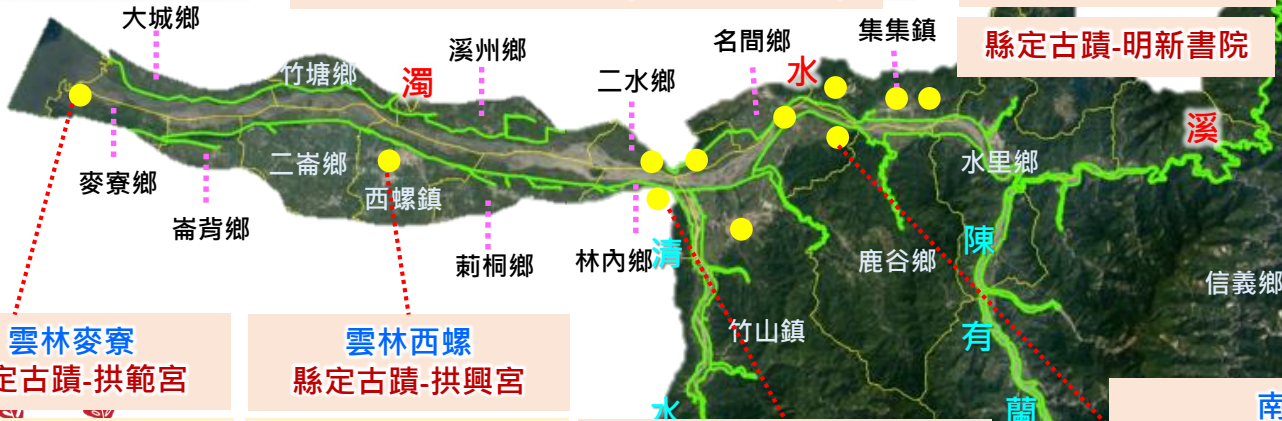 大城鄉
竹塘鄉
濁
溪州鄉
二水鄉
名間鄉
水
集集鎮
縣定古蹟-明新書院
溪
麥寮鄉
崙背鄉
二崙鄉
西螺鎮
莿桐鄉
林內鄉
清
水
竹山鎮
鹿谷鄉
水里鄉
陳
有
蘭
信義鄉
雲林麥寮
定古蹟-拱範宮
雲林西螺
縣定古蹟-拱興宮
南